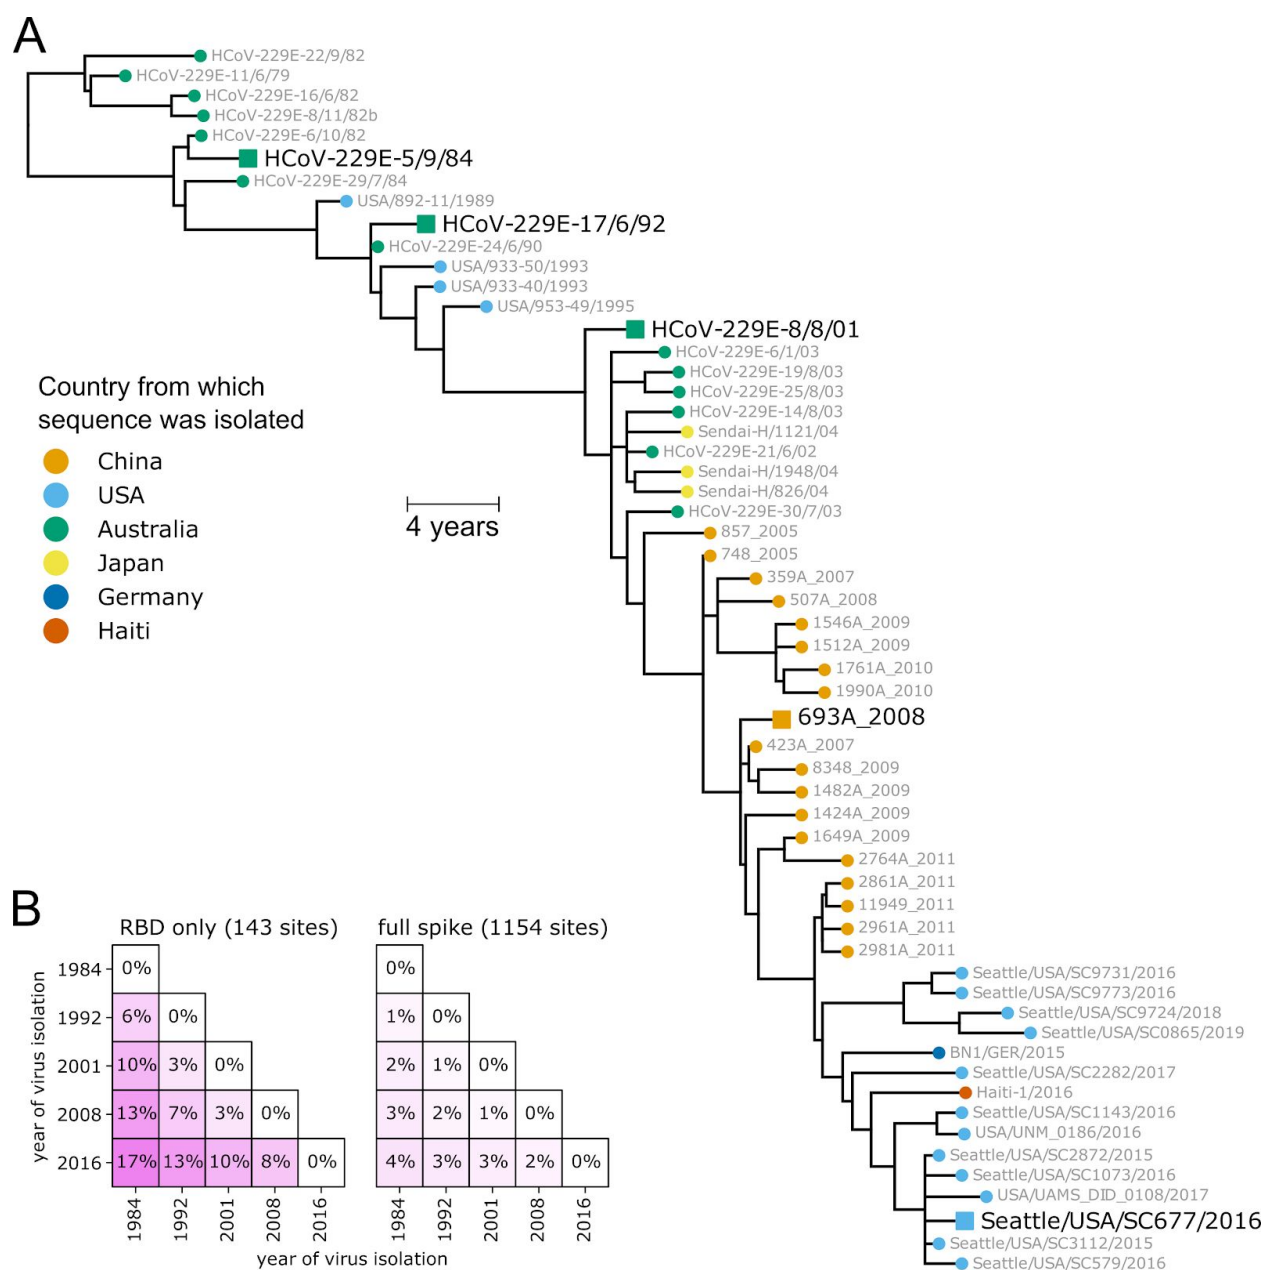 A
HCoV-229E-22/9/82
HCoV-229E-11/6/79
HCoV-229E-16/6/82
HCoV-229E-8/11/82b
HCoV-229E-6/10/82
HCoV-229E-5/9/84
HCoV-229E-29/7/84
USA/892-11/1989
HCoV-229E-17/6/92
HCoV-229E-24/6/90
USA/933-50/1993
USA/933-40/1993
USA/953-49/1995
HCoV-229E-8/8/01
HCoV-229E-6/1/03
HCoV-229E-19/8/03
HCoV-229E-25/8/03
HCoV-229E-14/8/03
Sendai-H/1121/04
HCoV-229E-21/6/02
Sendai-H/1948/04
Sendai-H/826/04
HCoV-229E-30/7/03
857_2005
748_2005
359A_2007
507A_2008
1546A_2009
1512A_2009
1761A_2010
1990A_2010
693A_2008
423A_2007
8348_2009
1482A_2009
1424A_2009
1649A_2009
2764A_2011
2861A_2011
11949_2011
2961A_2011
2981A_2011
Seattle/USA/SC9731/2016
Seattle/USA/SC9773/2016
Seattle/USA/SC9724/2018
Seattle/USA/SC0865/2019
BN1/GER/2015
Seattle/USA/SC2282/2017
Haiti-1/2016
Seattle/USA/SC1143/2016
USA/UNM_0186/2016
Seattle/USA/SC2872/2015
Seattle/USA/SC1073/2016
USA/UAMS_DID_0108/2017
Seattle/USA/SC677/2016
Seattle/USA/SC3112/2015
Seattle/USA/SC579/2016
Country from which
sequence was isolated
China
USA
Australia
Japan
Germany
Haiti
4 years
B
RBD only (143 sites)
year of virus isolation
1984 0%
1992 6% 0%
2001 10% 3% 0%
2008 13% 7% 3% 0%
2016 17% 13% 10% 8% 0%
1984 1992 2001 2008 2016
full spike (1154 sites)
0%
1% 0%
2% 1% 0%
3% 2% 1% 0%
4% 3% 3% 2% 0%
1984 1992 2001 2008 2016
year of virus isolation